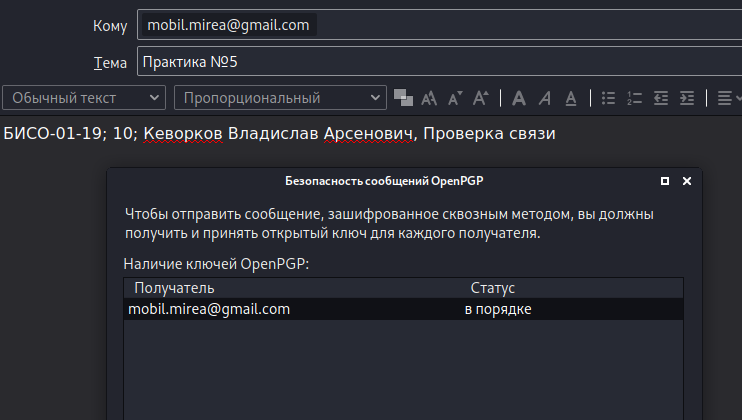 Кому mobil.mirea@gmail.com
Тема Практика №5
Обычный текст Пропорциональный
БИСО-01-19; 10; Кеворков Владислав Арсенович, Проверка связи
Безопасность сообщений OpenPGP
Чтобы отправить сообщение, зашифрованное сквозным методом, вы должны
получить и принять открытый ключ для каждого получателя.
Наличие ключей OpenPGP:
Получатель Статус
mobil.mirea@gmail.com в порядке